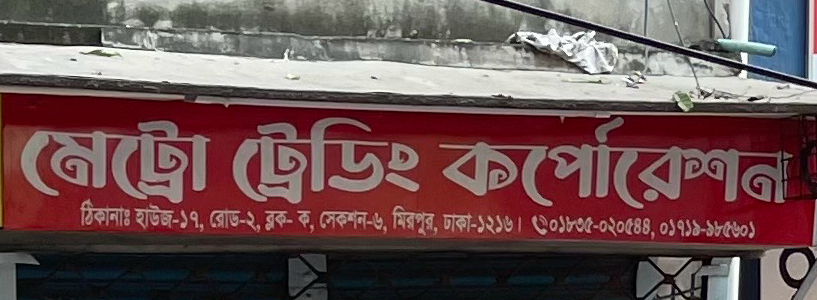 মেট্রো ট্রেডিং কর্পোরেশন
ঠিকানাঃ হাউজ-১৭, রোড-২, ব্লক- ক, সেকশন-৬, মিরপুর, ঢাকা-১২১৬। ০১৮৩৫-০২০৫৪৪, ০১৭১৯-৯৮৫৬০১